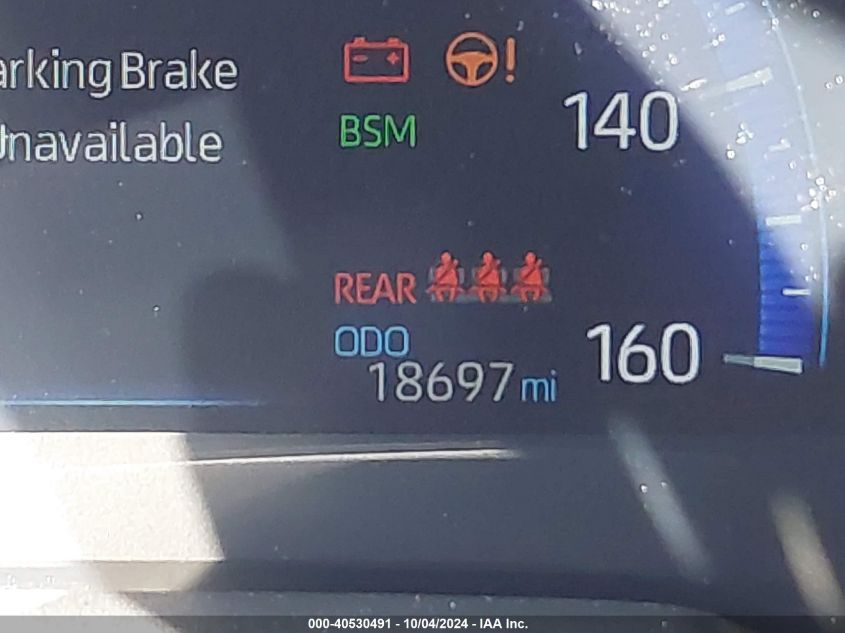 arking Brake
Unavailable
BSM
140
REAR
ODO
18697 mi
160
000-40530491 - 10/04/2024 - IAA Inc.